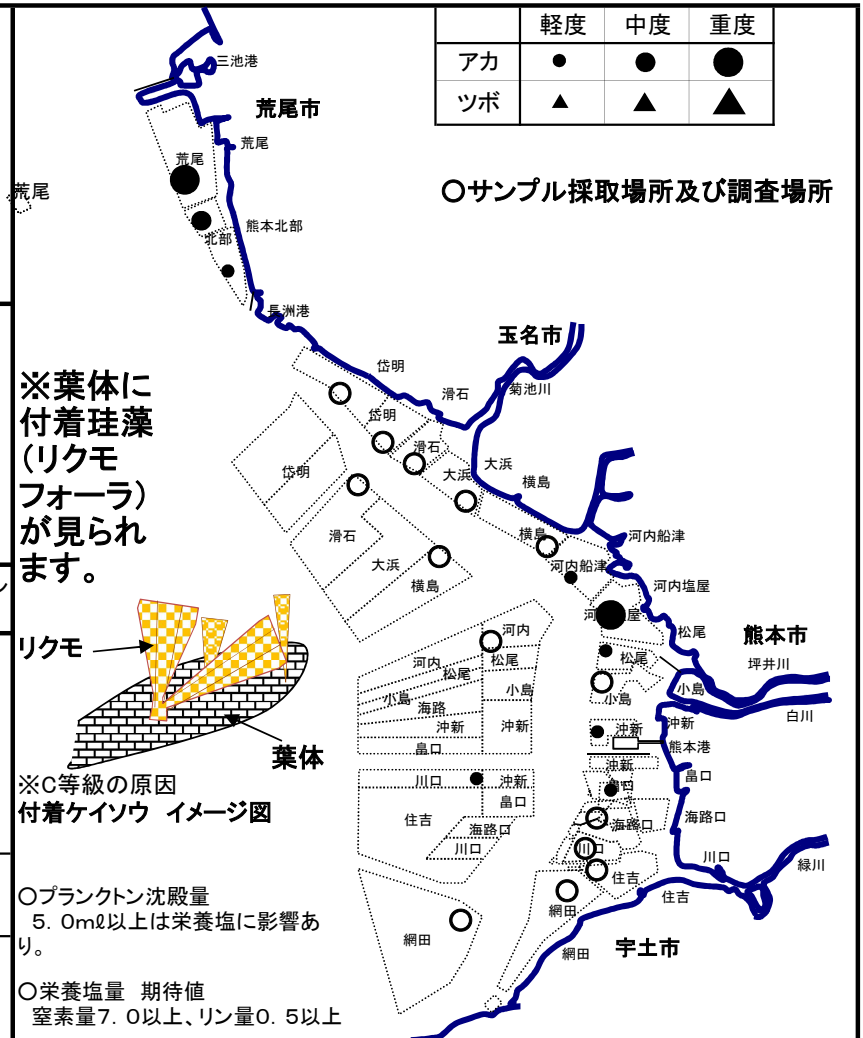 軽度 中度 重度
アカ
ツボ
○サンプル採取場所及び調査場所
三池港
荒尾市
荒尾
荒尾
荒尾
北部
熊本北部
長洲港
玉名市
岱明
菊池川
滑石
岱明
滑石
大浜
大浜
横島
岱明
滑石
大浜
横島
横島
河内船津
河内船津
河内塩屋
松尾
熊本市
松尾
坪井川
小島
小島
白川
河内
河内
松尾
松尾
小島
小島
海路
沖新
沖新
畠口
沖新
沖新
熊本港
沖新
畠口
川口
沖新
畠口
住吉
海路口
川口
海路口
海路口
川口
川口
緑川
住吉
住吉
網田
網田
網田
宇土市
※葉体に
付着珪藻
(リクモ
フォーラ)
が見られ
ます。
リクモ
葉体
※C等級の原因
付着ケイソウ イメージ図
○プランクトン沈殿量
5.0mℓ以上は栄養塩に影響あ
り。
○栄養塩量 期待値
窒素量7.0以上、リン量0.5以上